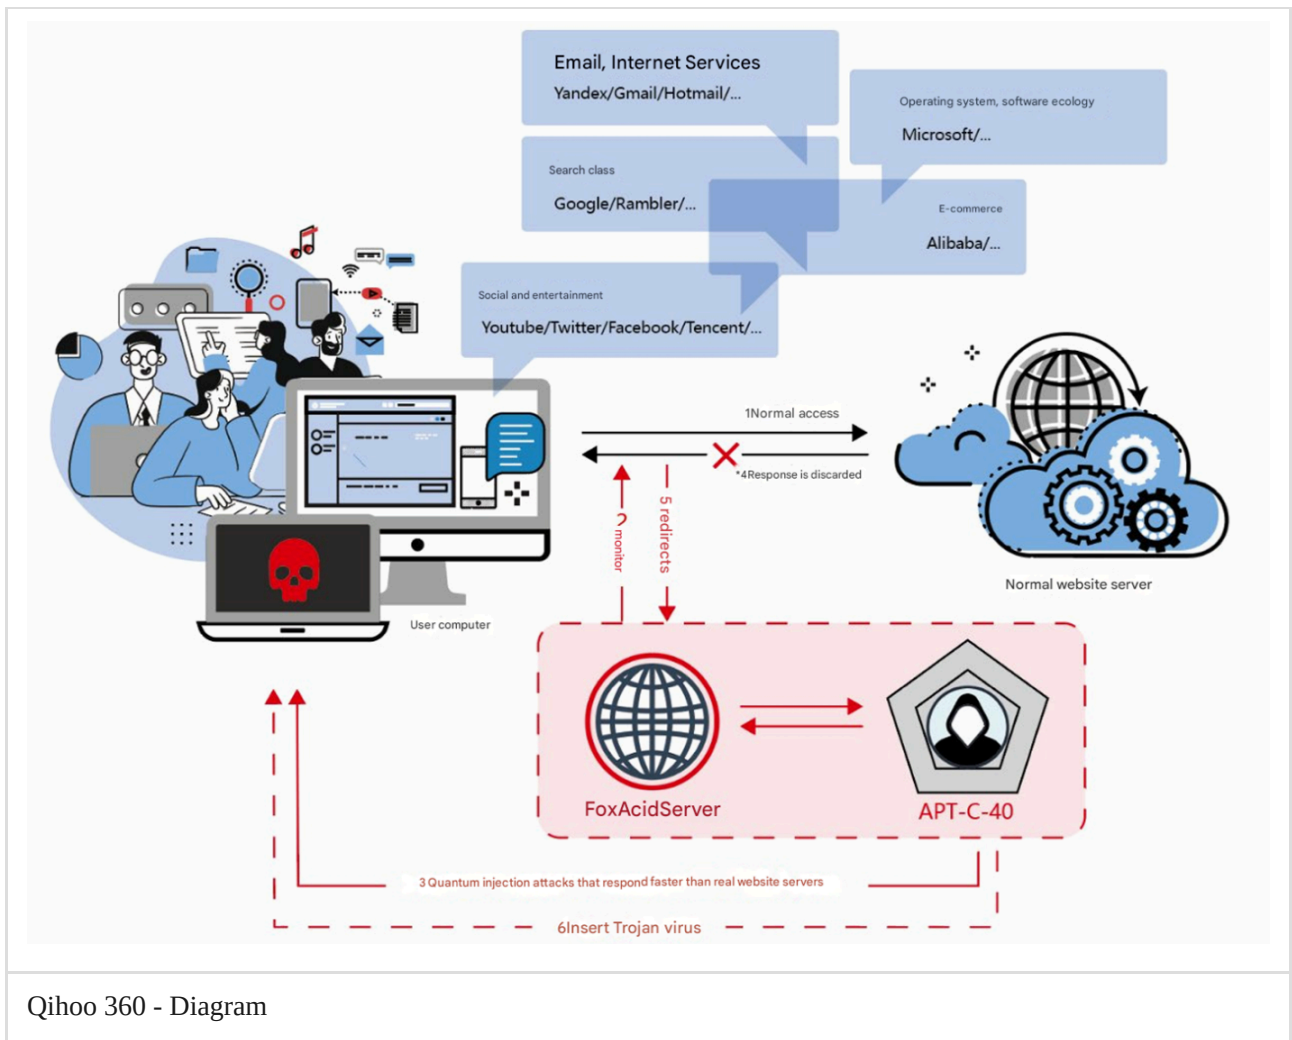 Email, Internet Services
Yandex/Gmail/Hotmail/...
Operating system, software ecology
Microsoft/...
Search class
Google/Rambler/...
E-commerce
Alibaba/...
Social and entertainment
Youtube/Twitter/Facebook/Tencent/...
1Normal access
*4Response is discarded
2 monitor
5 redirects
Normal website server
User computer
FoxAcidServer
APT-C-40
3 Quantum injection attacks that respond faster than real website servers
6Insert Trojan virus
Qihoo 360 - Diagram